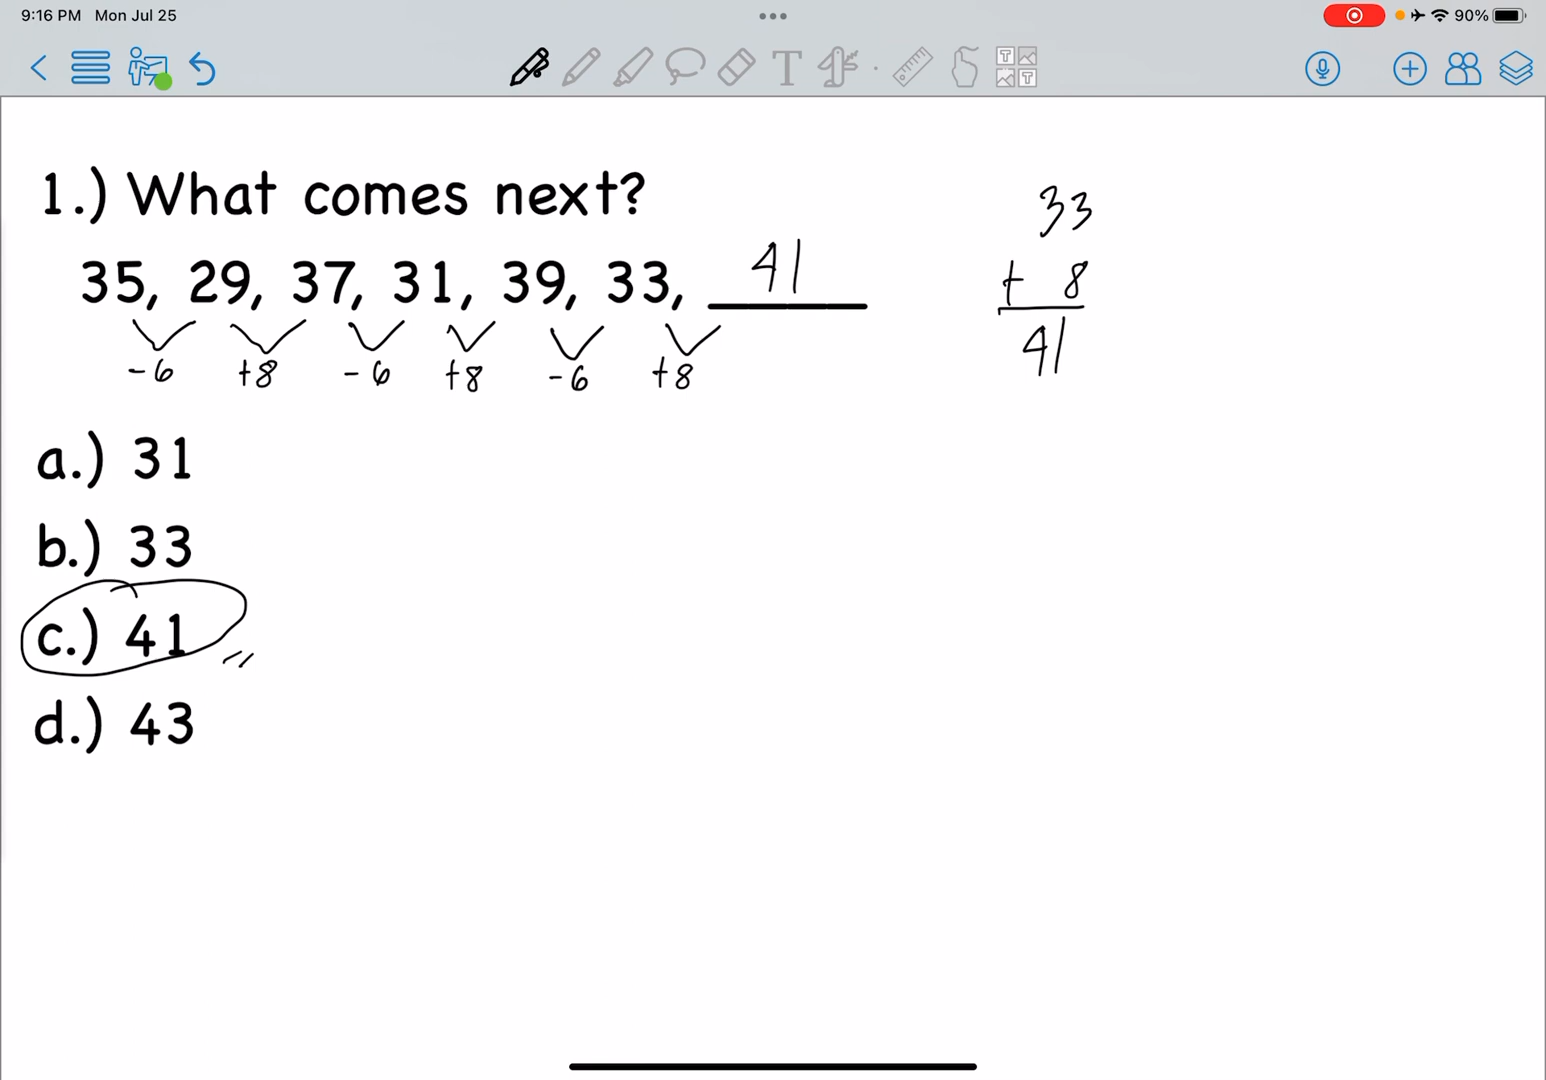 9:16 PM Mon Jul 25
90%
1.) What comes next?
35, 29, 37, 31, 39, 33, 41
-6 +8 -6 +8 -6 +8
33
+ 8
41
a.) 31
b.) 33
c.) 41
d.) 43